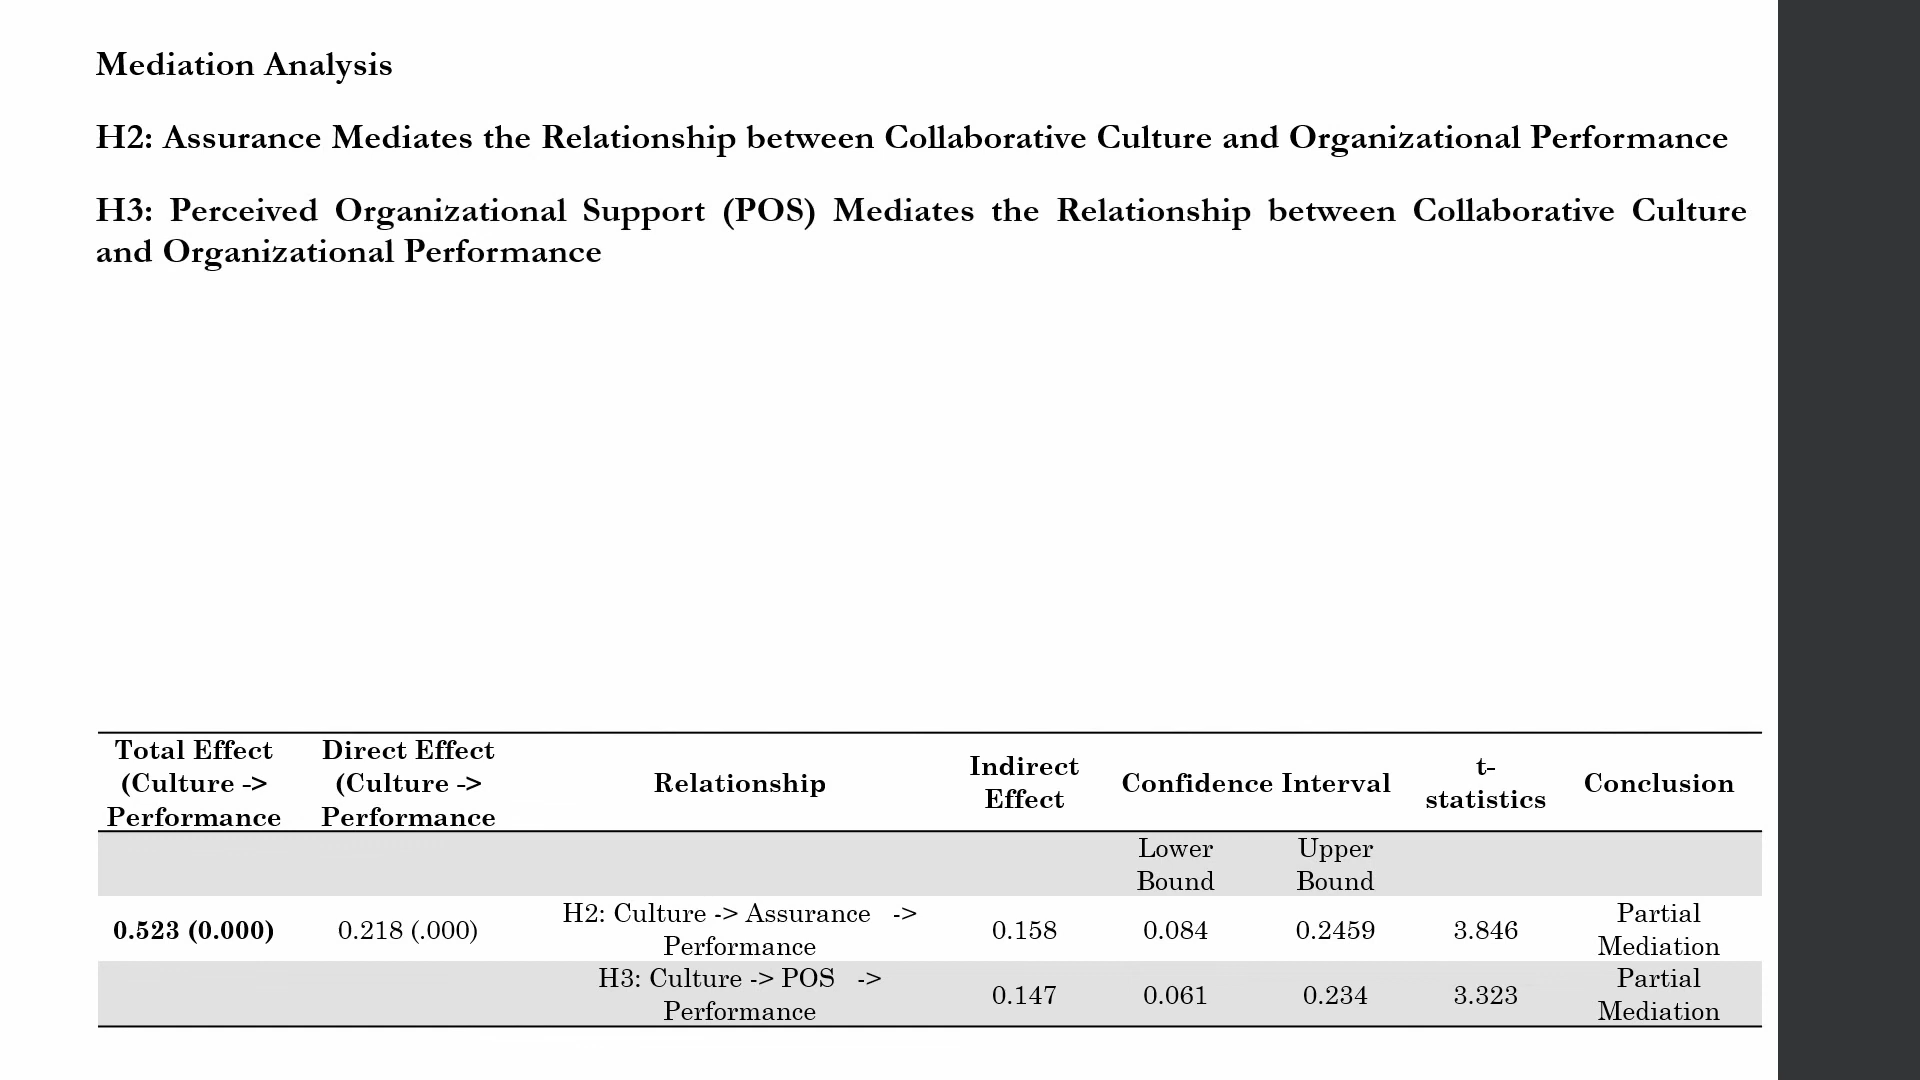 Mediation Analysis
H2: Assurance Mediates the Relationship between Collaborative Culture and Organizational Performance
H3: Perceived Organizational Support (POS) Mediates the Relationship between Collaborative Culture
and Organizational Performance
Total Effect (Culture -> Performance
Direct Effect (Culture -> Performance
Relationship
Indirect Effect
Confidence Interval
t-statistics
Conclusion
Lower Bound
Upper Bound
0.523 (0.000)
0.218 (.000)
H2: Culture -> Assurance -> Performance
0.158
0.084
0.2459
3.846
Partial Mediation
H3: Culture -> POS -> Performance
0.147
0.061
0.234
3.323
Partial Mediation